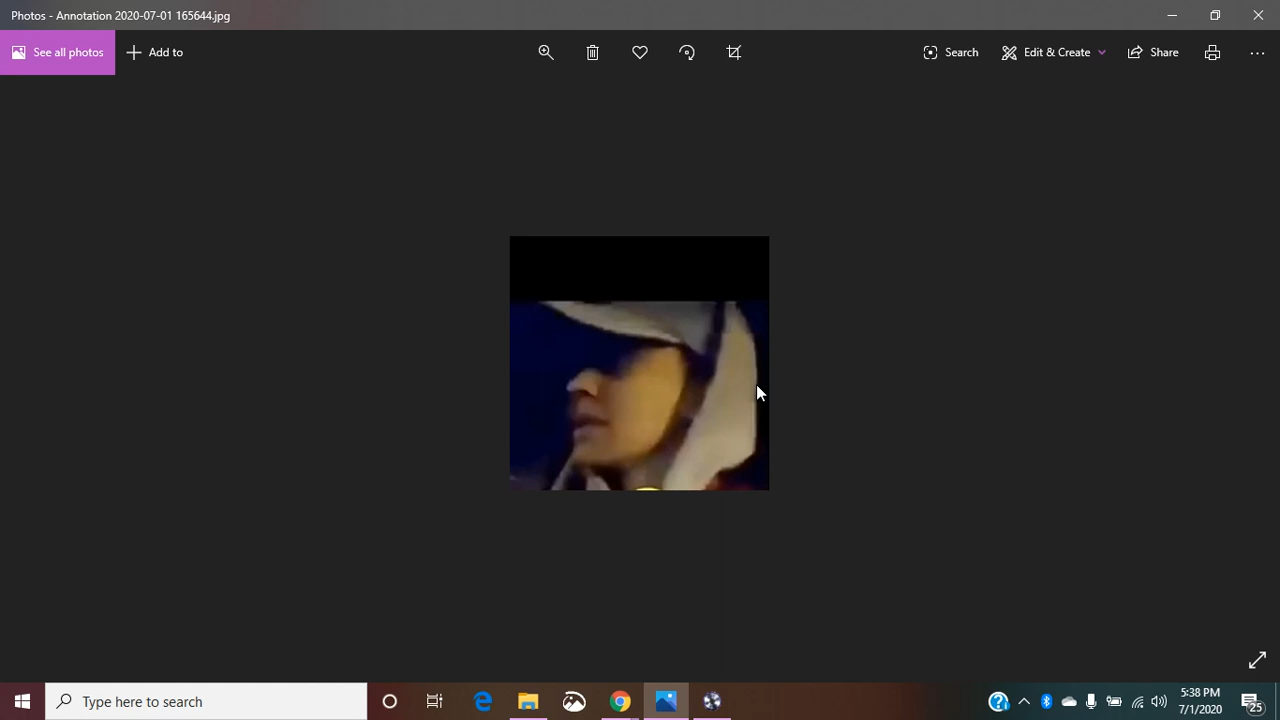 Photos - Annotation 2020-07-01 165644.jpg
See all photos
Add to
Search
Edit & Create
Share
Type here to search
5:38 PM
7/1/2020
25